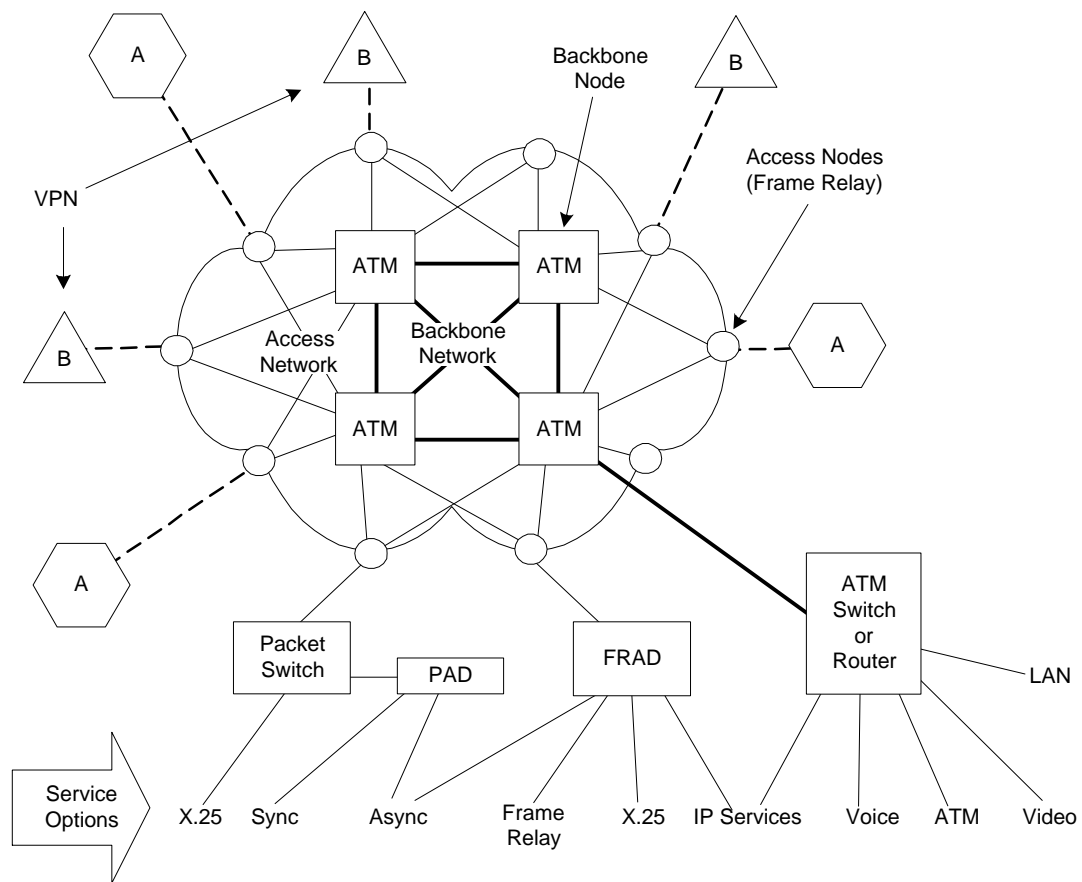 A
B
B
Backbone
Node
Access Nodes
(Frame Relay)
VPN
ATM
ATM
B
Access
Network
Backbone
Network
A
ATM
ATM
A
ATM
Switch
or
Router
Packet
Switch
PAD
FRAD
LAN
Service
Options
X.25
Sync
Async
Frame
Relay
X.25
IP Services
Voice
ATM
Video